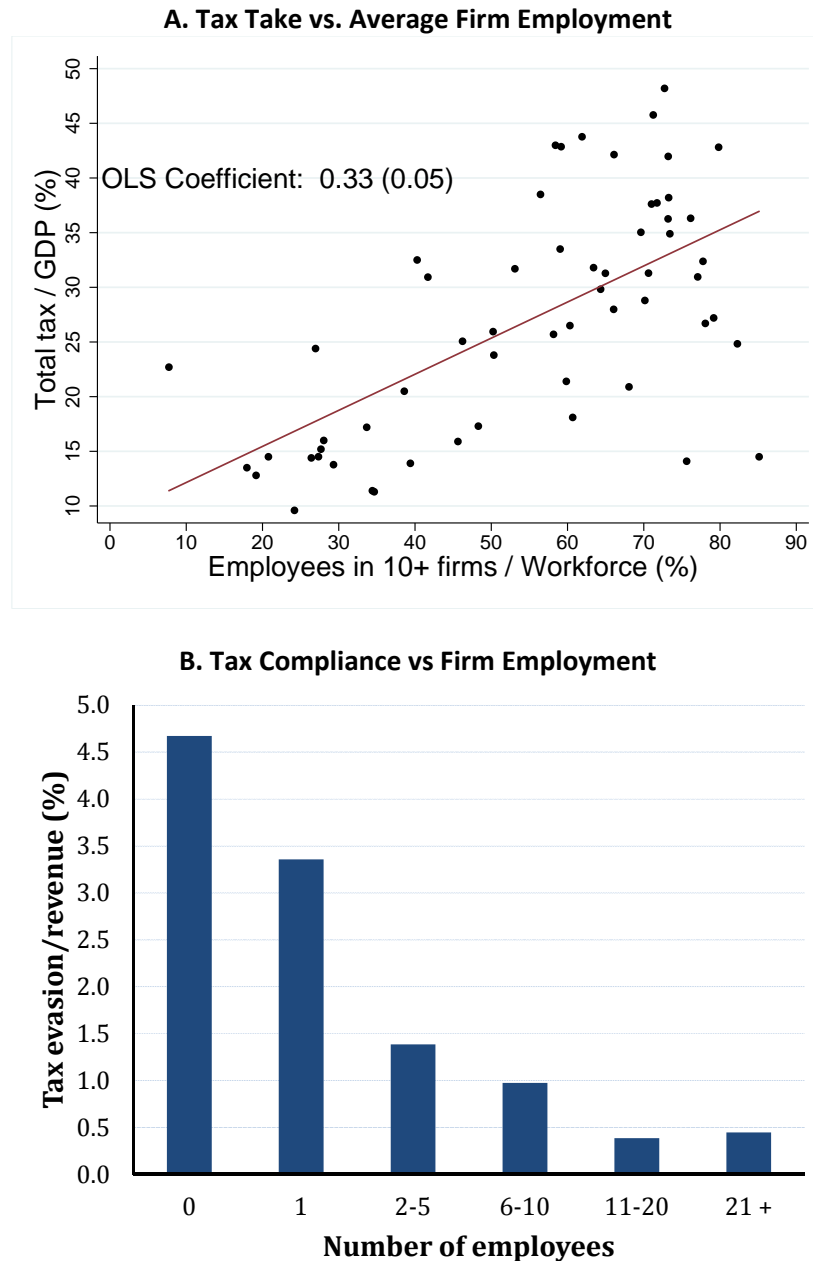 A. Tax Take vs. Average Firm Employment
Total tax / GDP (%)
50
45
40
35
30
25
20
15
10
OLS Coefficient: 0.33 (0.05)
0 10 20 30 40 50 60 70 80 90
Employees in 10+ firms / Workforce (%)
B. Tax Compliance vs Firm Employment
Tax evasion/revenue (%)
5.0
4.5
4.0
3.5
3.0
2.5
2.0
1.5
1.0
0.5
0.0
0 1 2-5 6-10 11-20 21 +
Number of employees